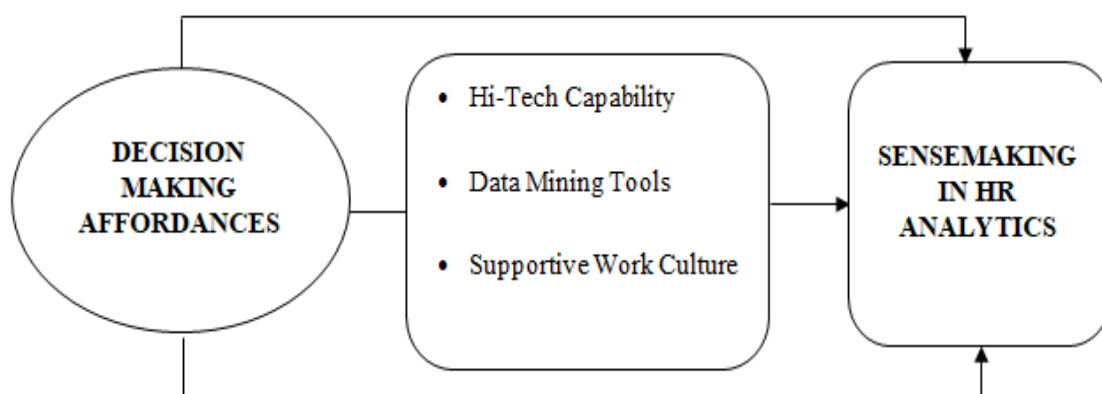 DECISION
MAKING
AFFORDANCES
• Hi-Tech Capability
• Data Mining Tools
• Supportive Work Culture
SENSEMAKING
IN HR
ANALYTICS